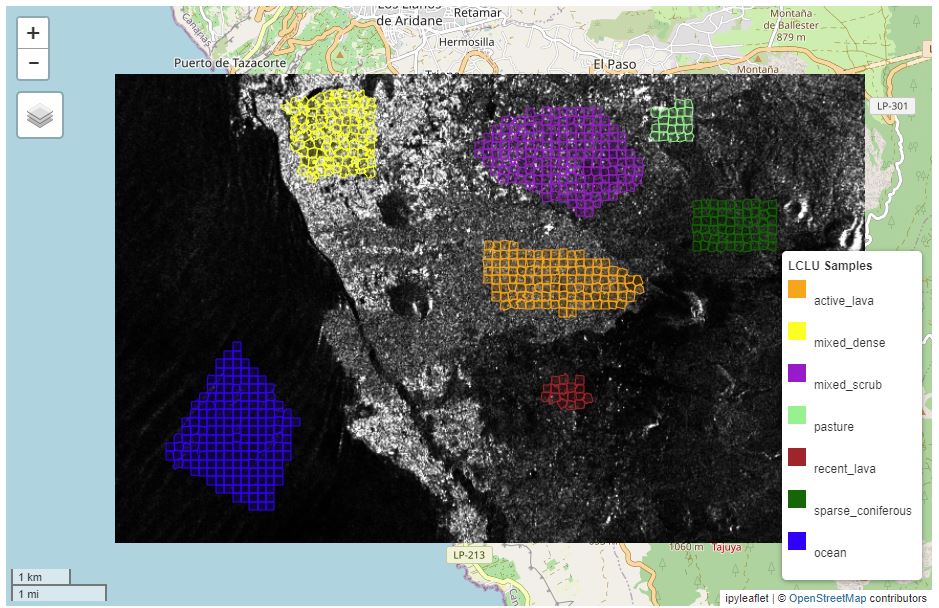 Los Llanos
de Aridane
Retamar
Montaña
de Ballester
879 m
Hermosilla
Puerto de Tazacorte
El Paso
Montaña
LP-301
+
−
LCLU Samples
active_lava
mixed_dense
mixed_scrub
pasture
recent_lava
sparse_coniferous
ocean
LP-213
1060 m
Tajuya
1 km
1 mi
ipyleaflet | © OpenStreetMap contributors